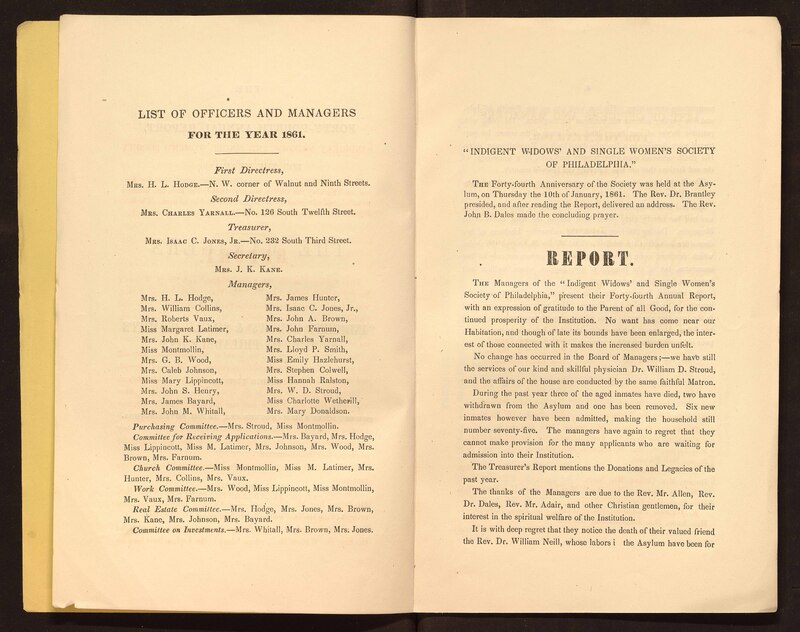 LIST OF OFFICERS AND MANAGERS
FOR THE YEAR 1861.
First Directress,
Mrs. H. L. Hodge.—N. W. corner of Walnut and Ninth Streets.
Second Directress,
Mrs. Charles Yarnall.—No. 126 South Twelfth Street.
Treasurer,
Mrs. Isaac C. Jones, Jr.—No. 232 South Third Street.
Secretary,
Mrs. J. K. Kane.
Managers,
Mrs. H. L. Hodge, Mrs. James Hunter,
Mrs. William Collins, Mrs. Isaac C. Jones, Jr.,
Mrs. Roberts Vaux, Mrs. John A. Brown,
Miss Margaret Latimer, Mrs. John Farnum,
Mrs. John K. Kane, Mrs. Charles Yarnall,
Miss Montmollin, Mrs. Lloyd P. Smith,
Mrs. G. B. Wood, Miss Emily Hazlehurst,
Mrs. Caleb Johnson, Mrs. Stephen Colwell,
Miss Mary Lippincott, Miss Hannah Ralston,
Mrs. John S. Henry, Mrs. W. D. Stroud,
Mrs. James Bayard, Miss Charlotte Wetherill,
Mrs. John M. Whitall, Mrs. Mary Donaldson.
Purchasing Committee.—Mrs. Stroud, Miss Montmollin.
Committee for Receiving Applications.—Mrs. Bayard, Mrs. Hodge,
Miss Lippincott, Miss M. Latimer, Mrs. Johnson, Mrs. Wood, Mrs.
Brown, Mrs. Farnum.
Church Committee.—Miss Montmollin, Miss M. Latimer, Mrs.
Hunter, Mrs. Collins, Mrs. Vaux.
Work Committee.—Mrs. Wood, Miss Lippincott, Miss Montmollin,
Mrs. Vaux, Mrs. Farnum.
Real Estate Committee.—Mrs. Hodge, Mrs. Jones, Mrs. Brown,
Mrs. Kane, Mrs. Johnson, Mrs. Bayard.
Committee on Investments.—Mrs. Whitall, Mrs. Brown, Mrs. Jones.
"INDIGENT WIDOWS' AND SINGLE WOMEN'S SOCIETY
OF PHILADELPHIA."
The Forty-fourth Anniversary of the Society was held at the Asy-
lum, on Thursday the 10th of January, 1861. The Rev. Dr. Brantley
presided, and after reading the Report, delivered an address. The Rev.
John B. Dales made the concluding prayer.
REPORT.
The Managers of the "Indigent Widows' and Single Women's
Society of Philadelphia," present their Forty-fourth Annual Report,
with an expression of gratitude to the Parent of all Good, for the con-
tinued prosperity of the Institution. No want has come near our
Habitation, and though of late its bounds have been enlarged, the inter-
est of those connected with it makes the increased burden unfelt.
No change has occurred in the Board of Managers;—we have still
the services of our kind and skillful physician Dr. William D. Stroud,
and the affairs of the house are conducted by the same faithful Matron.
During the past year three of the aged inmates have died, two have
withdrawn from the Asylum and one has been removed. Six new
inmates however have been admitted, making the household still
number seventy-five. The managers have again to regret that they
cannot make provision for the many applicants who are waiting for
admission into their Institution.
The Treasurer's Report mentions the Donations and Legacies of the
past year.
The thanks of the Managers are due to the Rev. Mr. Allen, Rev.
Dr. Dales, Rev. Mr. Adair, and other Christian gentlemen, for their
interest in the spiritual welfare of the Institution.
It is with deep regret that they notice the death of their valued friend
the Rev. Dr. William Neill, whose labors i the Asylum have been for